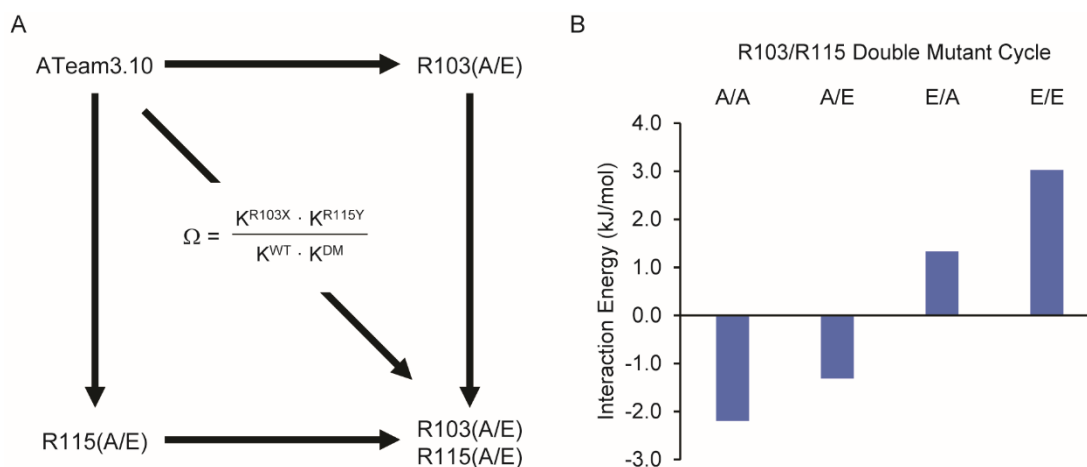 A
ATeam3.10
R103(A/E)
Ω = K^R103X · K^R115Y
K^WT · K^DM
R115(A/E)
R103(A/E)
R115(A/E)
B
R103/R115 Double Mutant Cycle
A/A A/E E/A E/E
Interaction Energy (kJ/mol)
4.0
3.0
2.0
1.0
0.0
-1.0
-2.0
-3.0